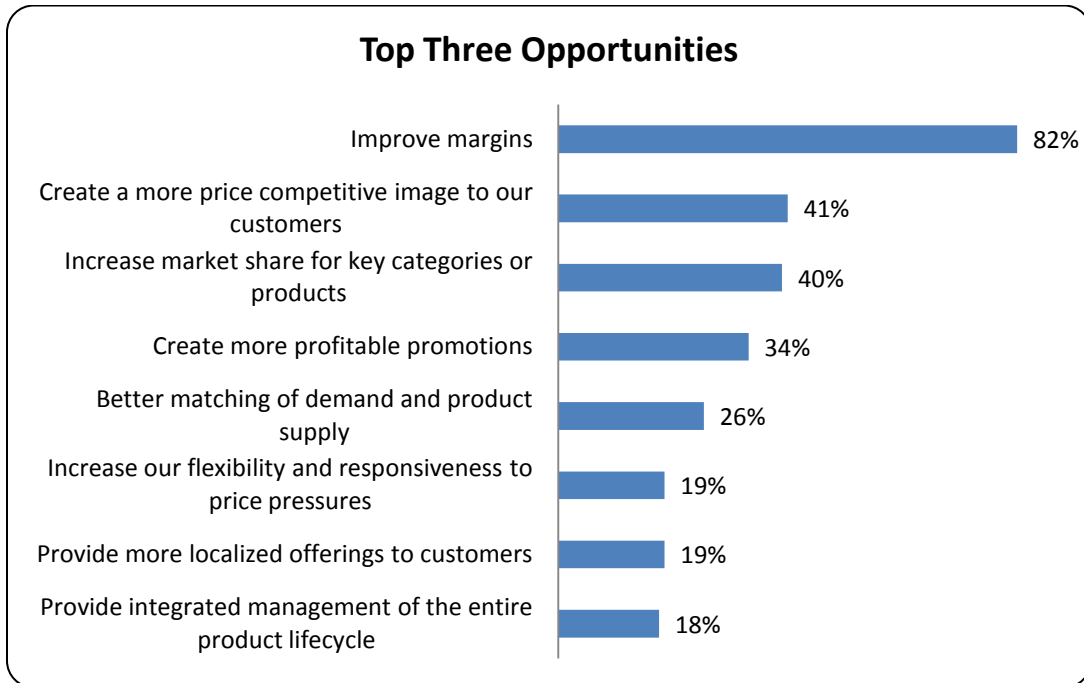 Top Three Opportunities
Improve margins
82%
Create a more price competitive image to our
customers
41%
Increase market share for key categories or
products
40%
Create more profitable promotions
34%
Better matching of demand and product
supply
26%
Increase our flexibility and responsiveness to
price pressures
19%
Provide more localized offerings to customers
19%
Provide integrated management of the entire
product lifecycle
18%